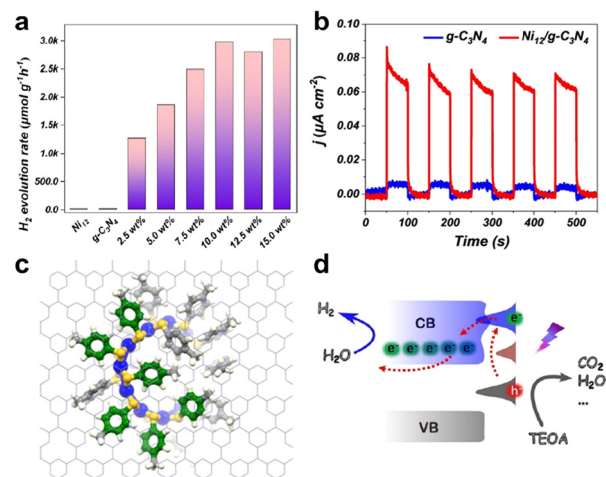 a
H₂ evolution rate (μmol g⁻¹h⁻¹)
3.0k
2.5k
2.0k
1.5k
1.0k
500.0
0.0
Ni₁₂
g-C₃N₄
2.5 wt%
5.0 wt%
7.5 wt%
10.0 wt%
12.5 wt%
15.0 wt%
b
g-C₃N₄ Ni₁₂/g-C₃N₄
j (μA cm⁻²)
0.10
0.08
0.06
0.04
0.02
0.00
0 100 200 300 400 500
Time (s)
c
d
H₂
H₂O
CB
e⁻ e⁻ e⁻ e⁻ e⁻
e⁻
h⁺
VB
CO₂
H₂O
...
TEOA